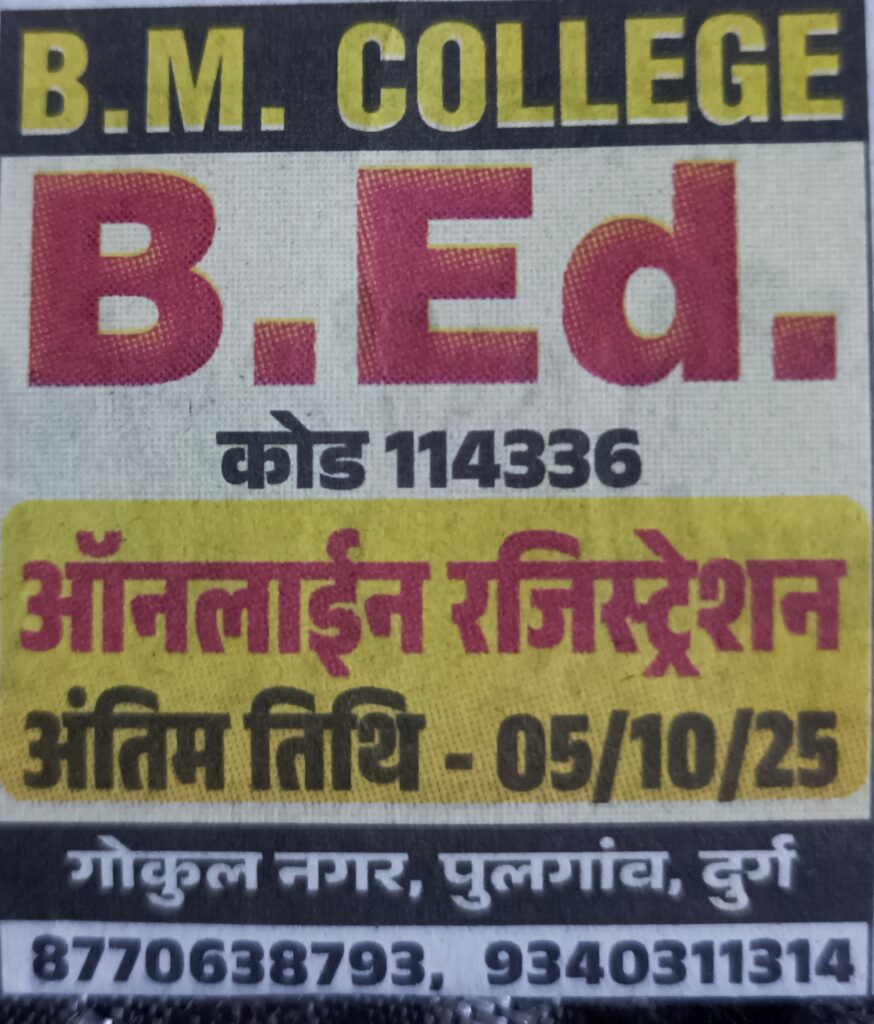 B.M. COLLEGE
B.Ed.
कोड 114336
ऑनलाईन रजिस्ट्रेशन
अंतिम तिथि - 05/10/25
गोकुल नगर, पुलगांव, दुर्ग
8770638793, 9340311314